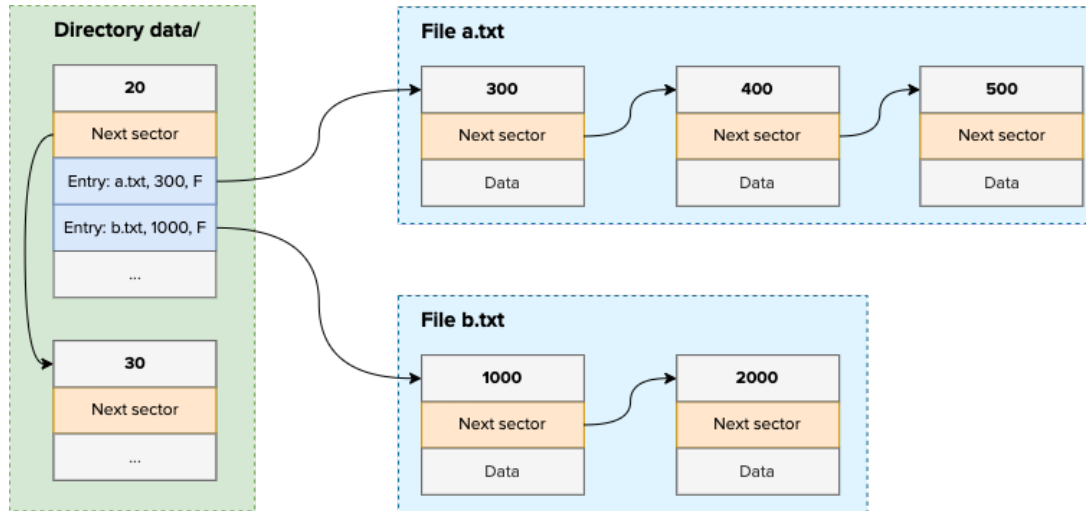 Directory data/
20
Next sector
Entry: a.txt, 300, F
Entry: b.txt, 1000, F
...
30
Next sector
...
File a.txt
300
Next sector
Data
400
Next sector
Data
500
Next sector
Data
File b.txt
1000
Next sector
Data
2000
Next sector
Data